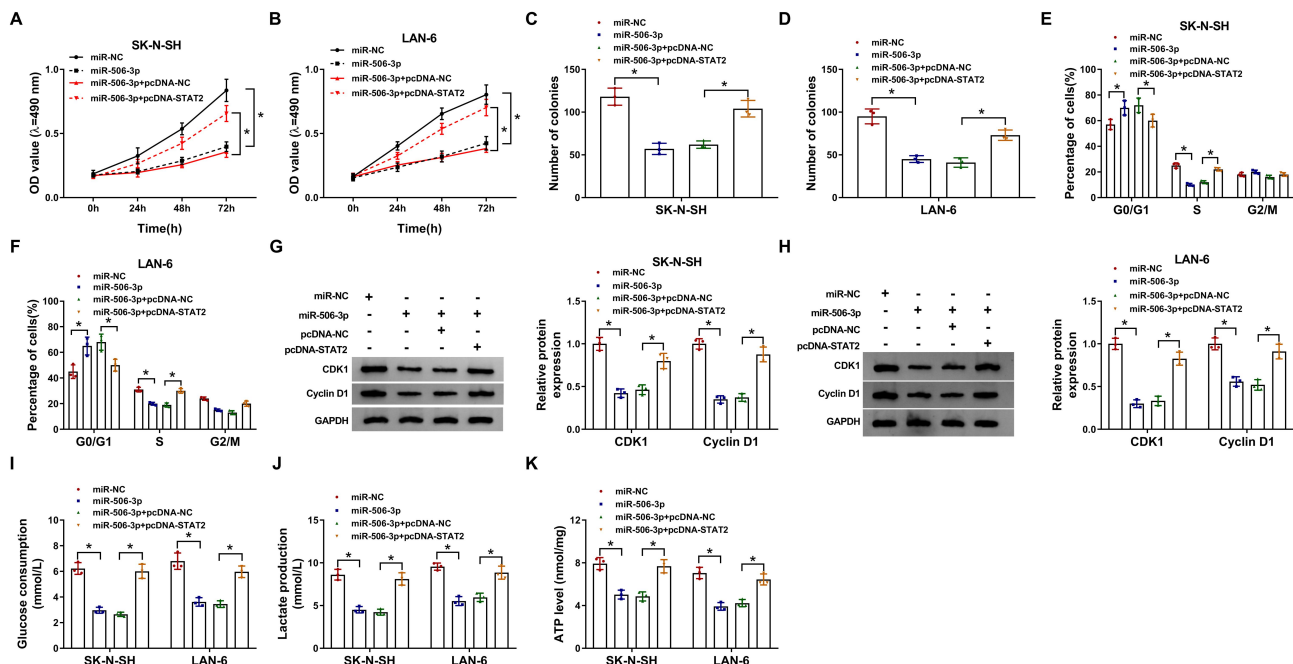 A
SK-N-SH
miR-NC
miR-506-3p
miR-506-3p+pcDNA-NC
miR-506-3p+pcDNA-STAT2
OD value (λ=490 nm)
1.0
0.5
0.0
0h 24h 48h 72h
Time(h)
*
*
B
LAN-6
miR-NC
miR-506-3p
miR-506-3p+pcDNA-NC
miR-506-3p+pcDNA-STAT2
OD value (λ=490 nm)
1.0
0.5
0.0
0h 24h 48h 72h
Time(h)
*
*
C
miR-NC
miR-506-3p
miR-506-3p+pcDNA-NC
miR-506-3p+pcDNA-STAT2
Number of colonies
150
100
50
0
* *
SK-N-SH
D
miR-NC
miR-506-3p
miR-506-3p+pcDNA-NC
miR-506-3p+pcDNA-STAT2
Number of colonies
150
100
50
0
* *
LAN-6
E
SK-N-SH
miR-NC
miR-506-3p
miR-506-3p+pcDNA-NC
miR-506-3p+pcDNA-STAT2
Percentage of cells(%)
100
80
60
40
20
0
* * * *
G0/G1 S G2/M
F
LAN-6
miR-NC
miR-506-3p
miR-506-3p+pcDNA-NC
miR-506-3p+pcDNA-STAT2
Percentage of cells(%)
100
80
60
40
20
0
* * * *
G0/G1 S G2/M
G
miR-NC + - - -
miR-506-3p - + + +
pcDNA-NC - - + -
pcDNA-STAT2 - - - +
CDK1
Cyclin D1
GAPDH
SK-N-SH
miR-NC
miR-506-3p
miR-506-3p+pcDNA-NC
miR-506-3p+pcDNA-STAT2
Relative protein
expression
1.5
1.0
0.5
0.0
* * * *
CDK1 Cyclin D1
H
miR-NC + - - -
miR-506-3p - + + +
pcDNA-NC - - + -
pcDNA-STAT2 - - - +
CDK1
Cyclin D1
GAPDH
LAN-6
miR-NC
miR-506-3p
miR-506-3p+pcDNA-NC
miR-506-3p+pcDNA-STAT2
Relative protein
expression
1.5
1.0
0.5
0.0
* * * *
CDK1 Cyclin D1
I
miR-NC
miR-506-3p
miR-506-3p+pcDNA-NC
miR-506-3p+pcDNA-STAT2
Glucose consumption
(mmol/L)
10
8
6
4
2
0
* * * *
SK-N-SH LAN-6
J
miR-NC
miR-506-3p
miR-506-3p+pcDNA-NC
miR-506-3p+pcDNA-STAT2
Lactate production
(mmol/L)
15
10
5
0
* * * *
SK-N-SH LAN-6
K
miR-NC
miR-506-3p
miR-506-3p+pcDNA-NC
miR-506-3p+pcDNA-STAT2
ATP level (nmol/mg)
12
8
4
0
* * * *
SK-N-SH LAN-6